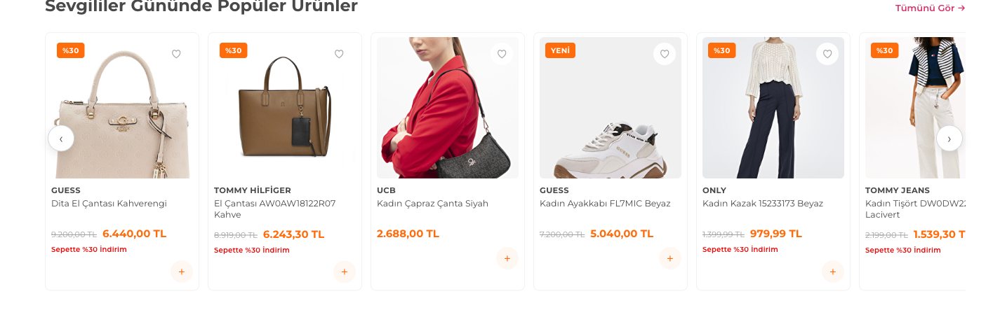 Sevgililer Gününde Popüler Ürünler
Tümünü Gör →
%30
GUESS
Dita El Çantası Kahverengi
9.200,00 TL 6.440,00 TL
Sepette %30 İndirim
+
%30
TOMMY HİLFİGER
El Çantası AW0AW18122R07
Kahve
8.919,00 TL 6.243,30 TL
Sepette %30 İndirim
+
UCB
Kadın Çapraz Çanta Siyah
2.688,00 TL
+
YENİ
GUESS
GUESS
Kadın Ayakkabı FL7MIC Beyaz
7.200,00 TL 5.040,00 TL
+
%30
ONLY
Kadın Kazak 15233173 Beyaz
1.399,99 TL 979,99 TL
Sepette %30 İndirim
+
%30
TOMMY JEANS
Kadın Tişört DW0DW22
Lacivert
2.199,00 TL 1.539,30 T
Sepette %30 İndirim